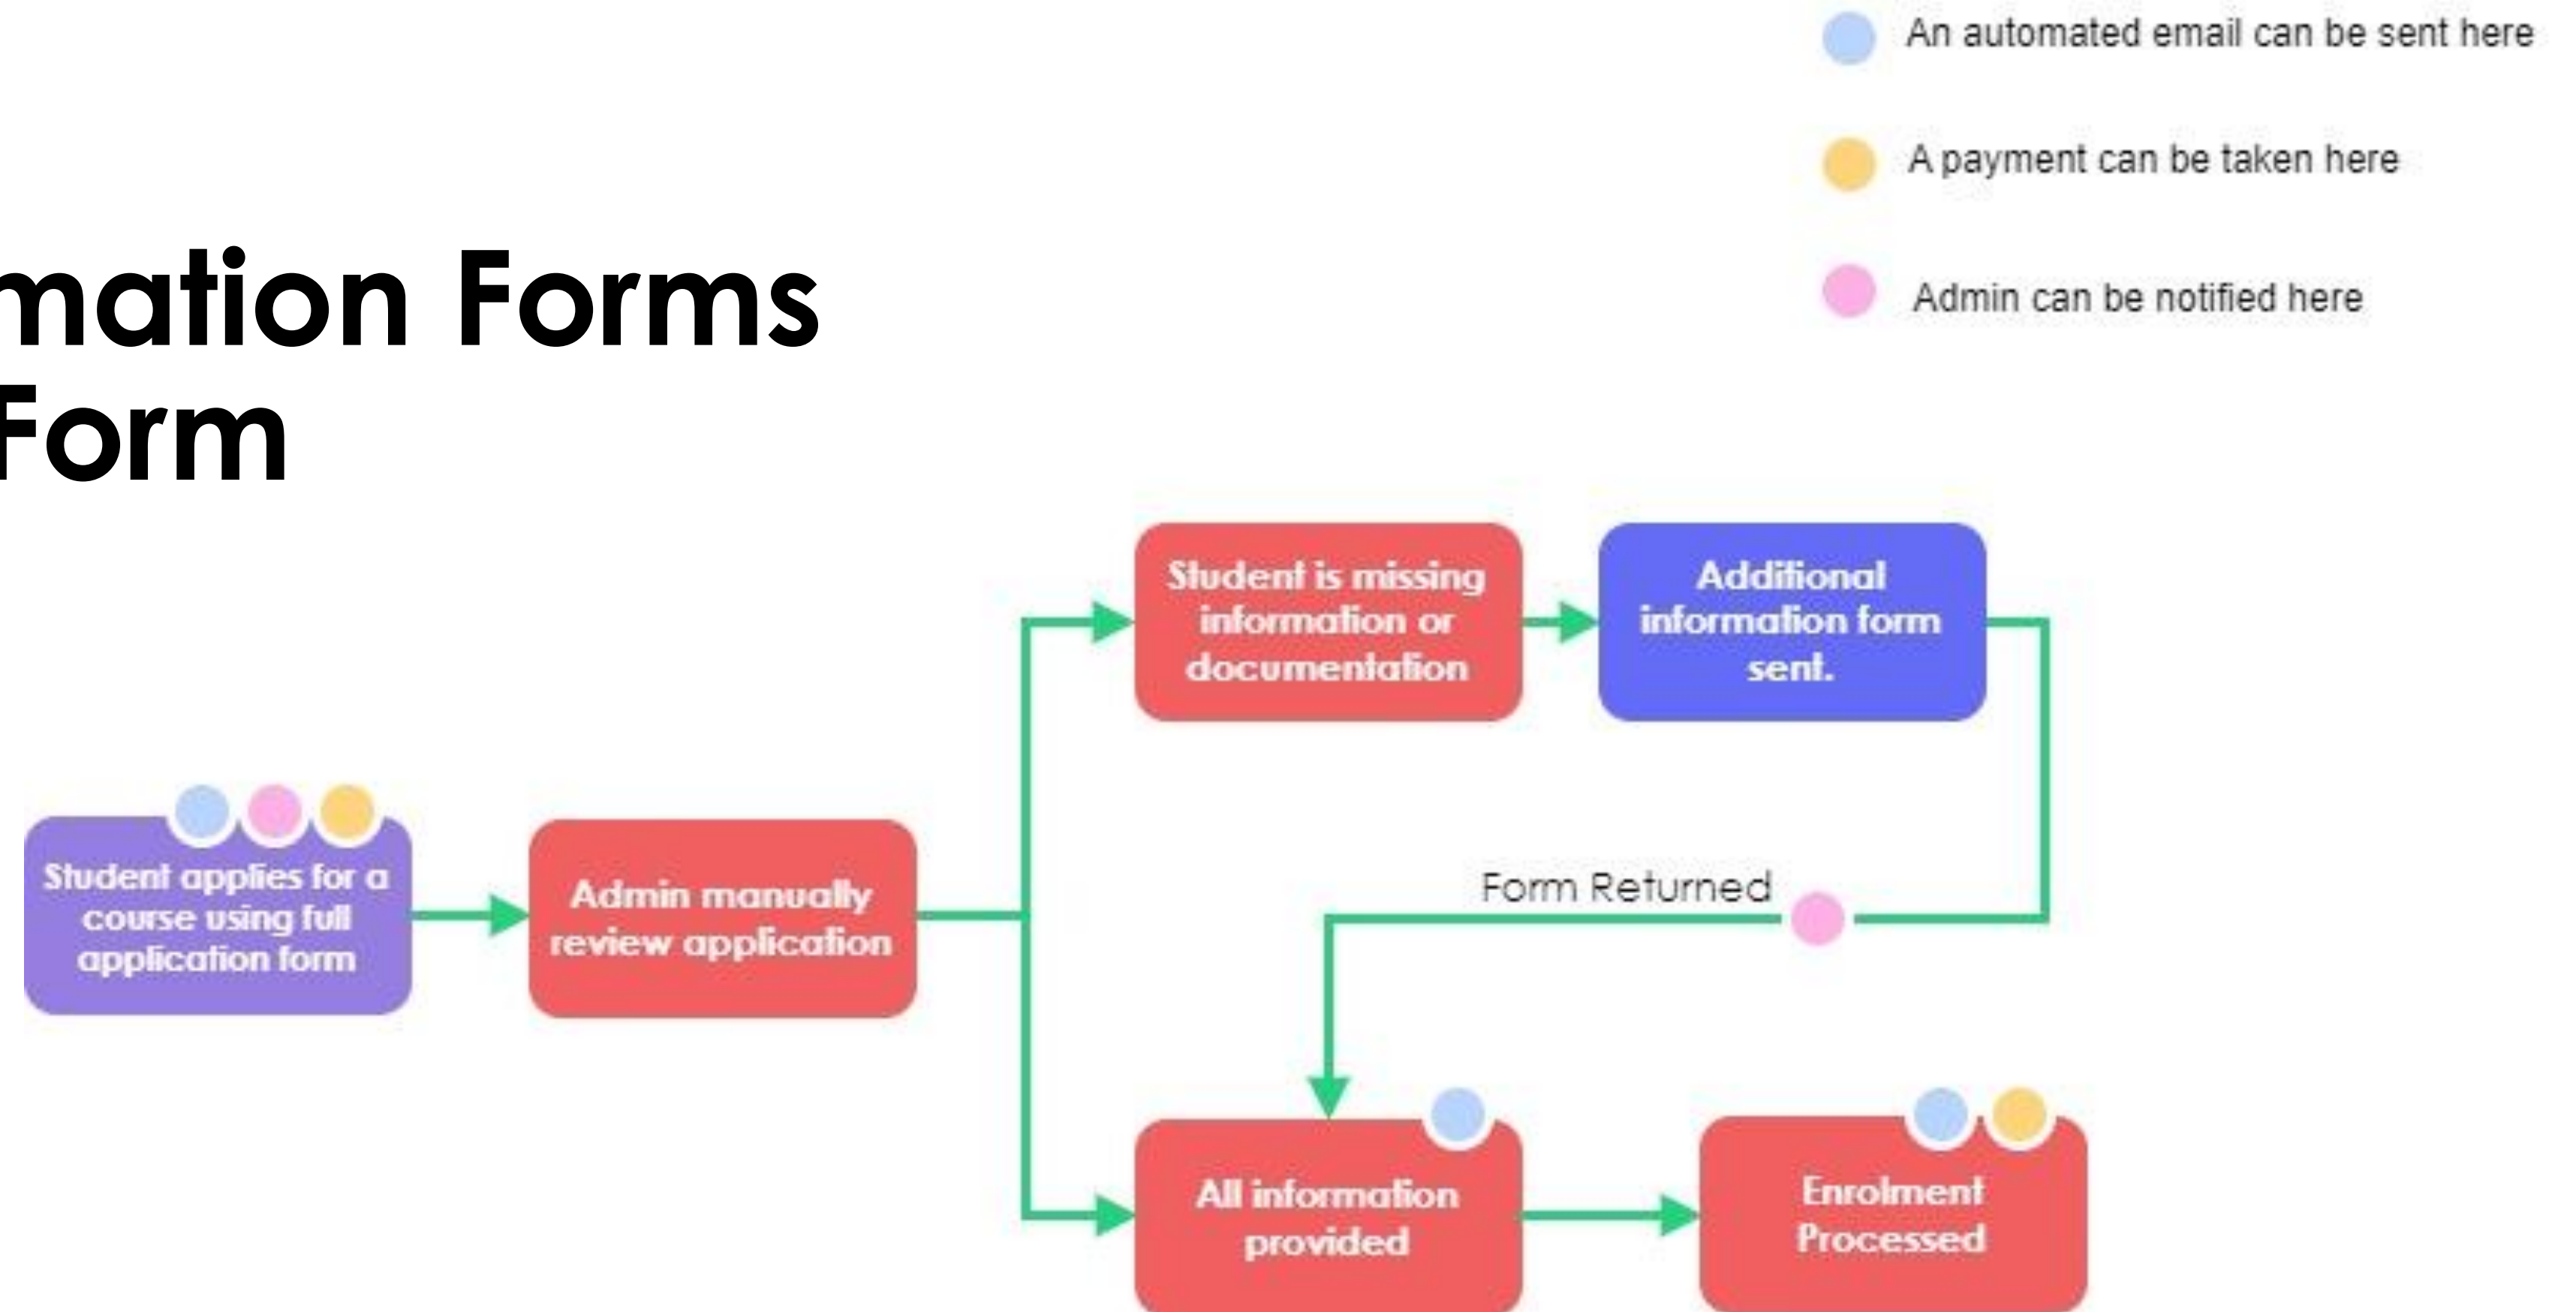 An automated email can be sent here
A payment can be taken here
Admin can be notified here
mation Forms
Form
Student is missing
information or
documentation
Additional
information form
sent.
Student applies for a
course using full
application form
Admin manually
review application
Form Returned
All information
provided
Enrolment
Processed